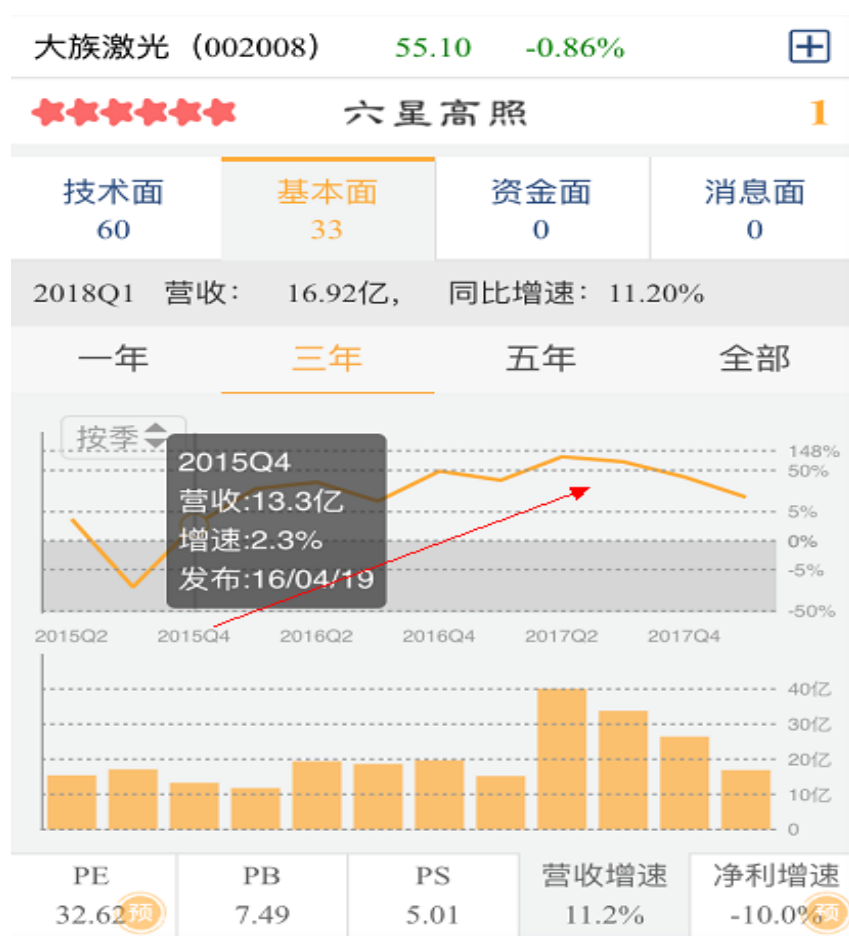 大族激光（002008） 55.10 -0.86%
六星高照 1
技术面 基本面 资金面 消息面
60 33 0 0
2018Q1 营收： 16.92亿， 同比增速：11.20%
一年 三年 五年 全部
按季
2015Q4
营收:13.3亿
增速:2.3%
发布:16/04/19
148%
50%
5%
0%
-5%
-50%
2015Q2 2015Q4 2016Q2 2016Q4 2017Q2 2017Q4
40亿
30亿
20亿
10亿
0
PE PB PS 营收增速 净利增速
32.62预 7.49 5.01 11.2% -10.0%预